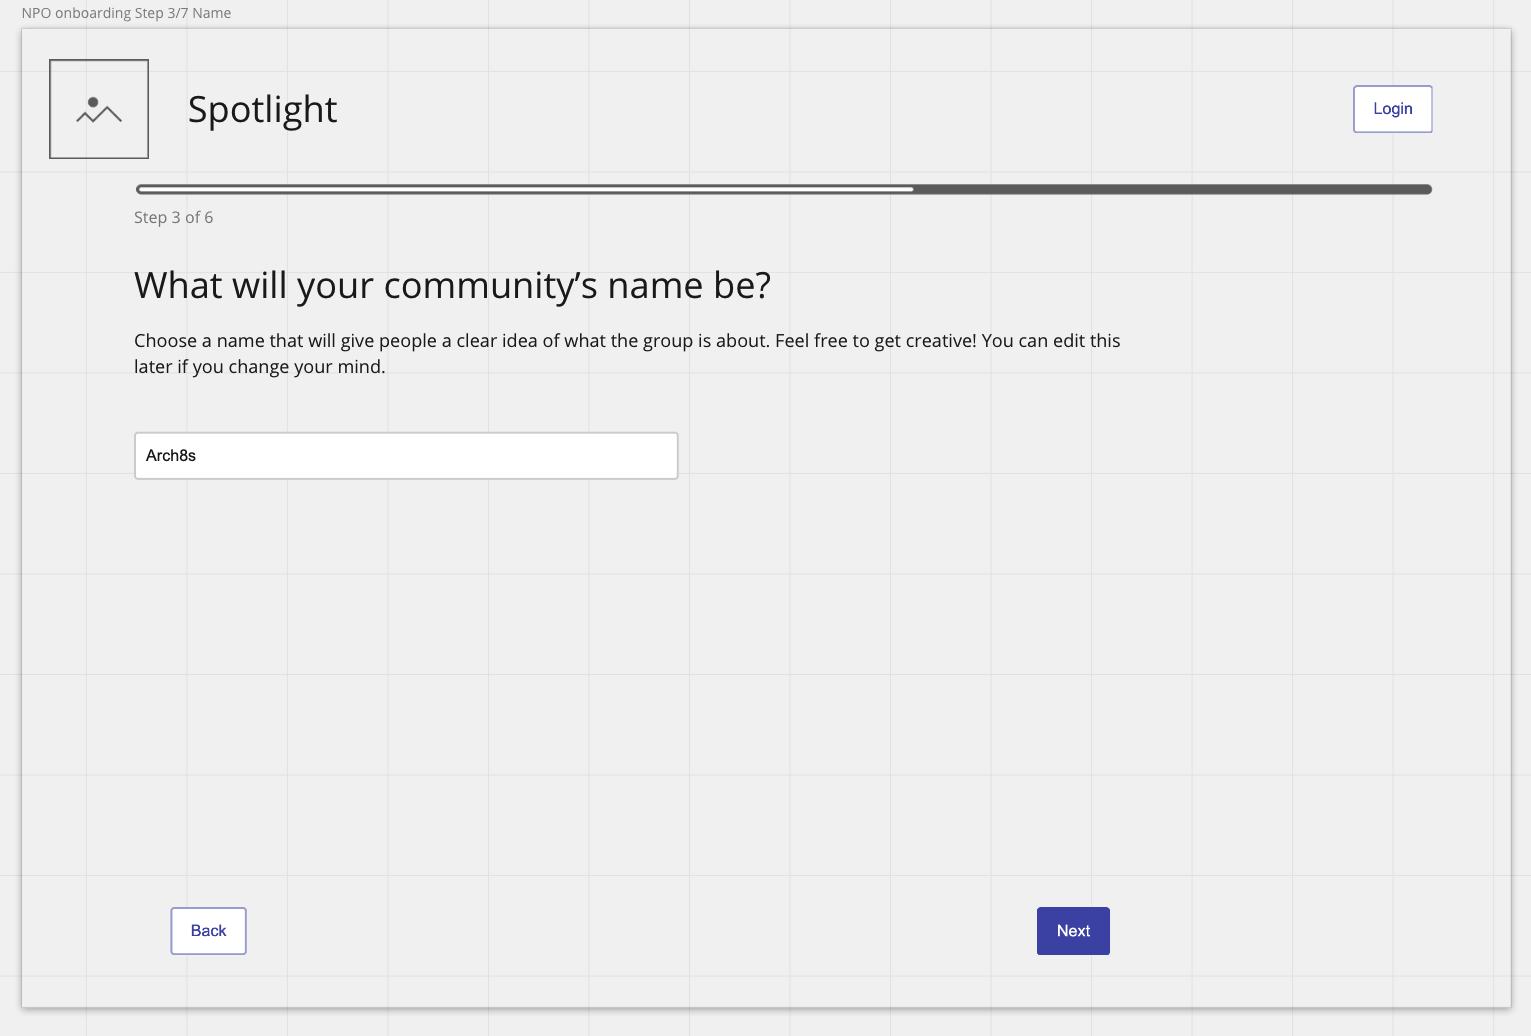 NPO onboarding Step 3/7 Name
Spotlight
Login
Step 3 of 6
What will your community’s name be?
Choose a name that will give people a clear idea of what the group is about. Feel free to get creative! You can edit this
later if you change your mind.
Arch8s
Back
Next